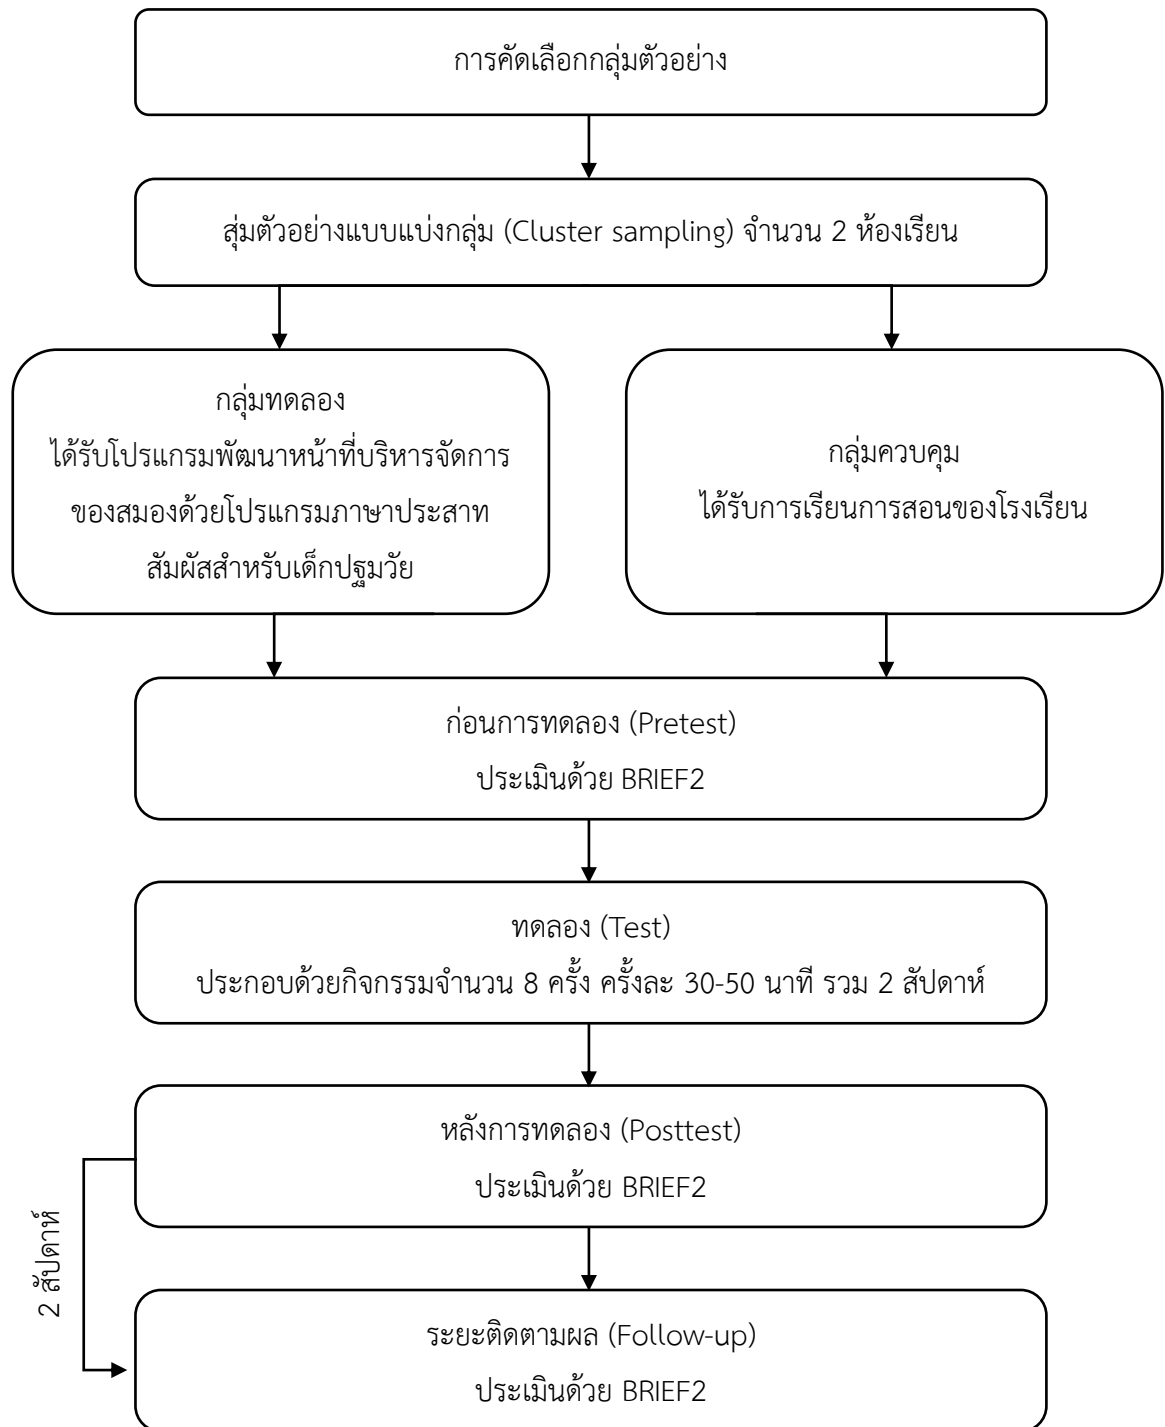 การคัดเลือกกลุ่มตัวอย่าง
สุ่มตัวอย่างแบบแบ่งกลุ่ม (Cluster sampling) จำนวน 2 ห้องเรียน
กลุ่มทดลอง
ได้รับโปรแกรมพัฒนาหน้าที่บริหารจัดการ
ของสมองด้วยโปรแกรมภาษาประสาท
สัมผัสสำหรับเด็กปฐมวัย
กลุ่มควบคุม
ได้รับการเรียนการสอนของโรงเรียน
ก่อนการทดลอง (Pretest)
ประเมินด้วย BRIEF2
ทดลอง (Test)
ประกอบด้วยกิจกรรมจำนวน 8 ครั้ง ครั้งละ 30-50 นาที รวม 2 สัปดาห์
หลังการทดลอง (Posttest)
ประเมินด้วย BRIEF2
2 สัปดาห์
ระยะติดตามผล (Follow-up)
ประเมินด้วย BRIEF2